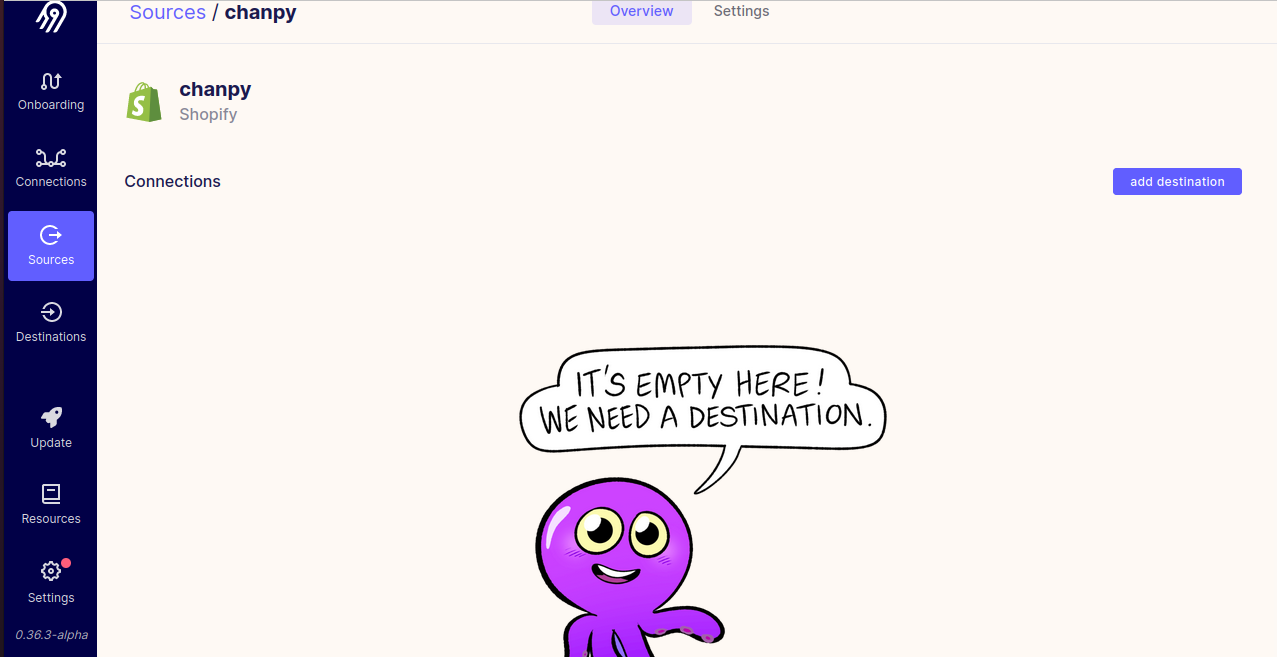 Sources / chanpy
Overview
Settings
Onboarding
chanpy
Shopify
Connections
Connections
add destination
Sources
Destinations
IT'S EMPTY HERE!
WE NEED A DESTINATION.
Update
Resources
Settings
0.36.3-alpha